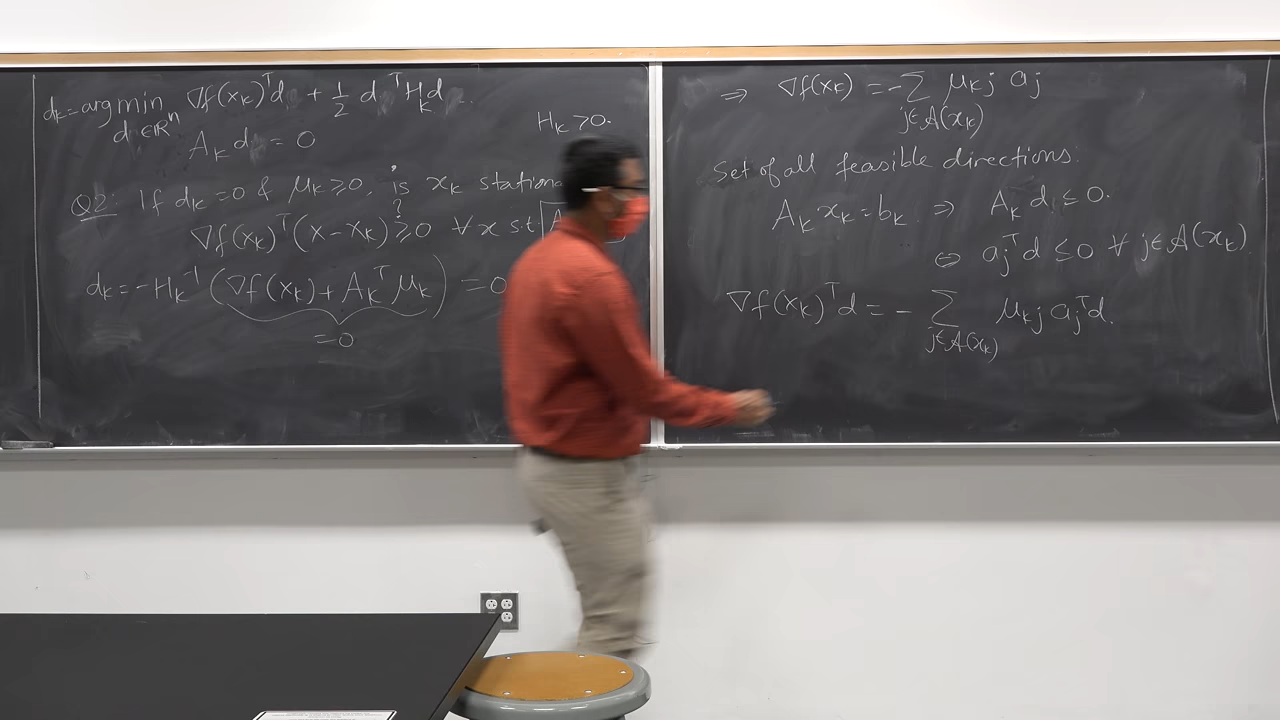 d_k = arg min ∇f(x_k)^T d + 1/2 d^T H_k d.
d ∈ ℝ^n
H_k > 0.
A_k d = 0
Q2: If d_k = 0 & μ_k ≥ 0, is x_k
?
∇f(x_k)^T (x - x_k) ≥ 0 ∀ x s.t
d_k = -H_k^-1 (∇f(x_k) + A_k^T μ_k) = 0
= 0
⇒ ∇f(x_k) = -∑ μ_kj a_j
j∈A(x_k)
Set of all feasible directions.
A_k x_k = b_k. ⇒ A_k d ≤ 0.
⇔ a_j^T d ≤ 0 ∀ j∈A(x_k)
∇f(x_k)^T d = - ∑ μ_kj a_j^T d.
j∈A(x_k)